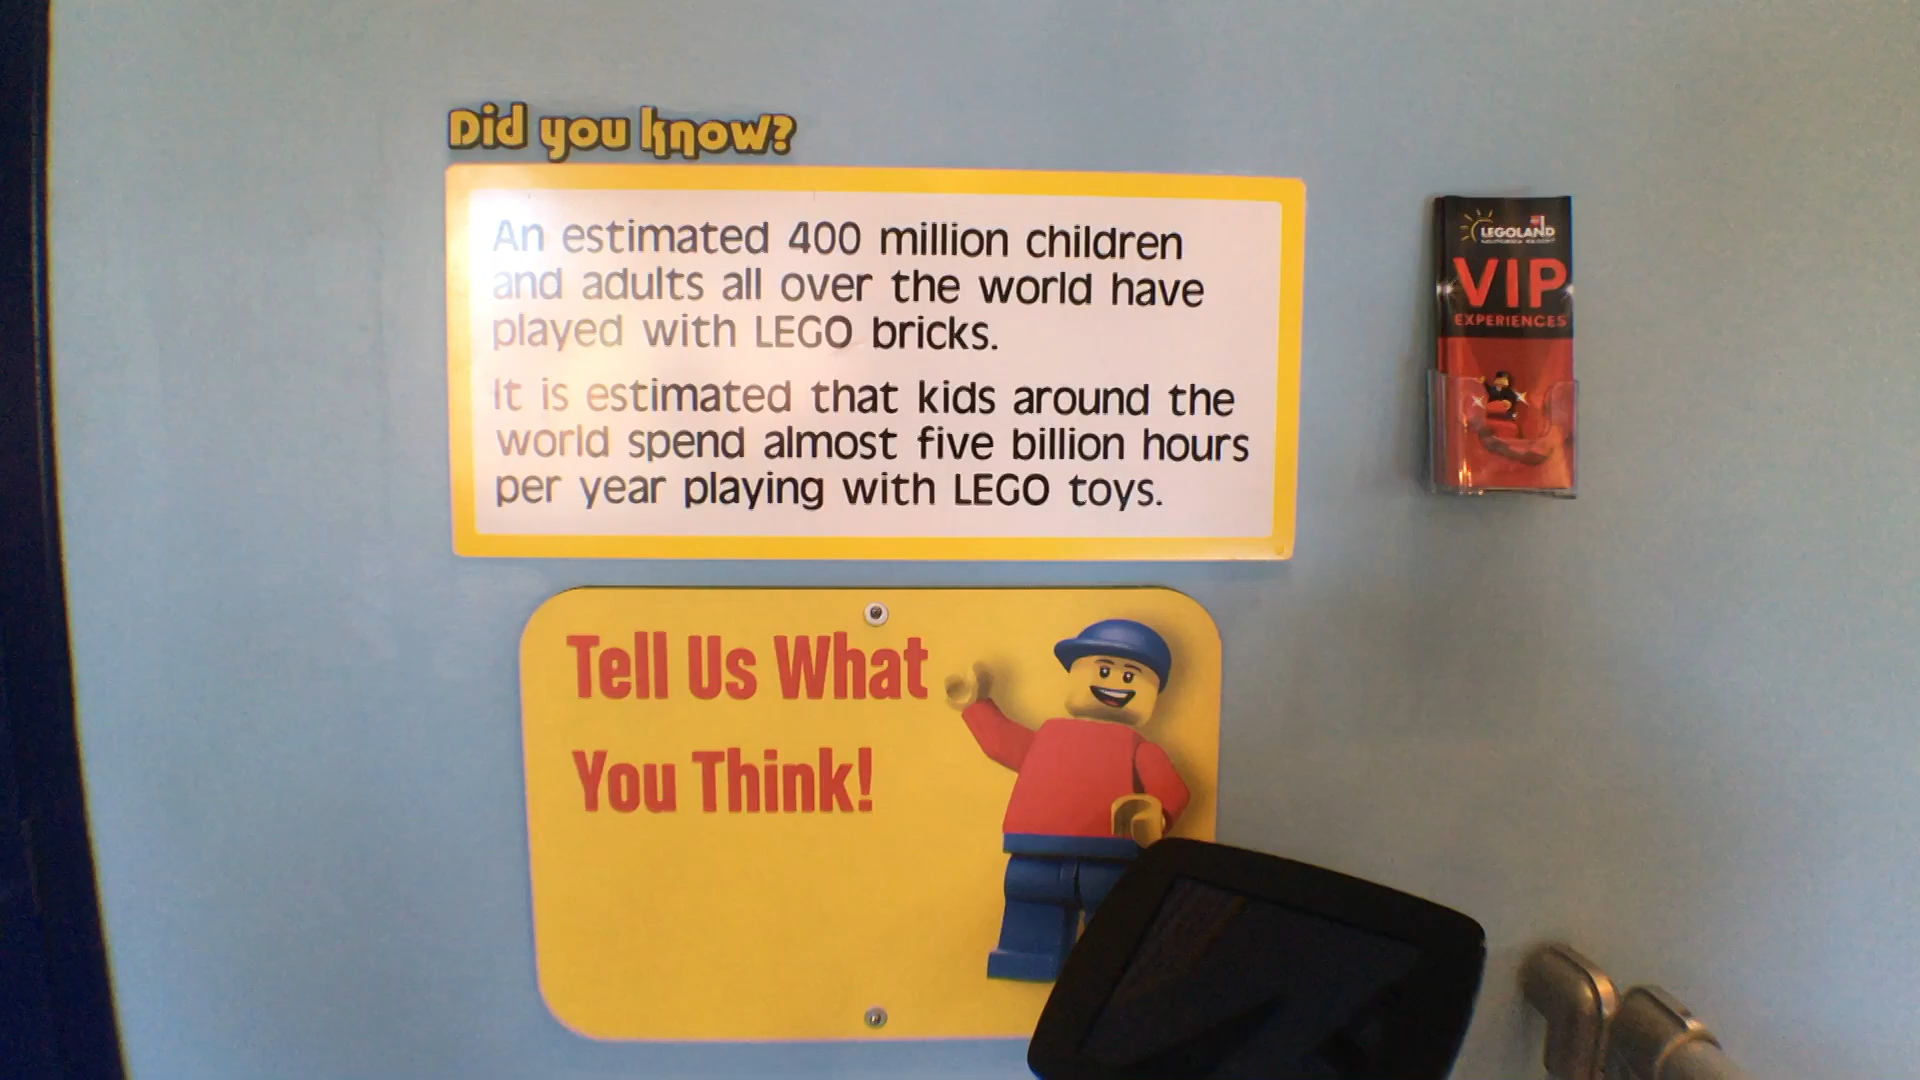 Did you know?
An estimated 400 million children
and adults all over the world have
played with LEGO bricks.
It is estimated that kids around the
world spend almost five billion hours
per year playing with LEGO toys.
LEGOLAND
VIP
EXPERIENCES
Tell Us What
You Think!